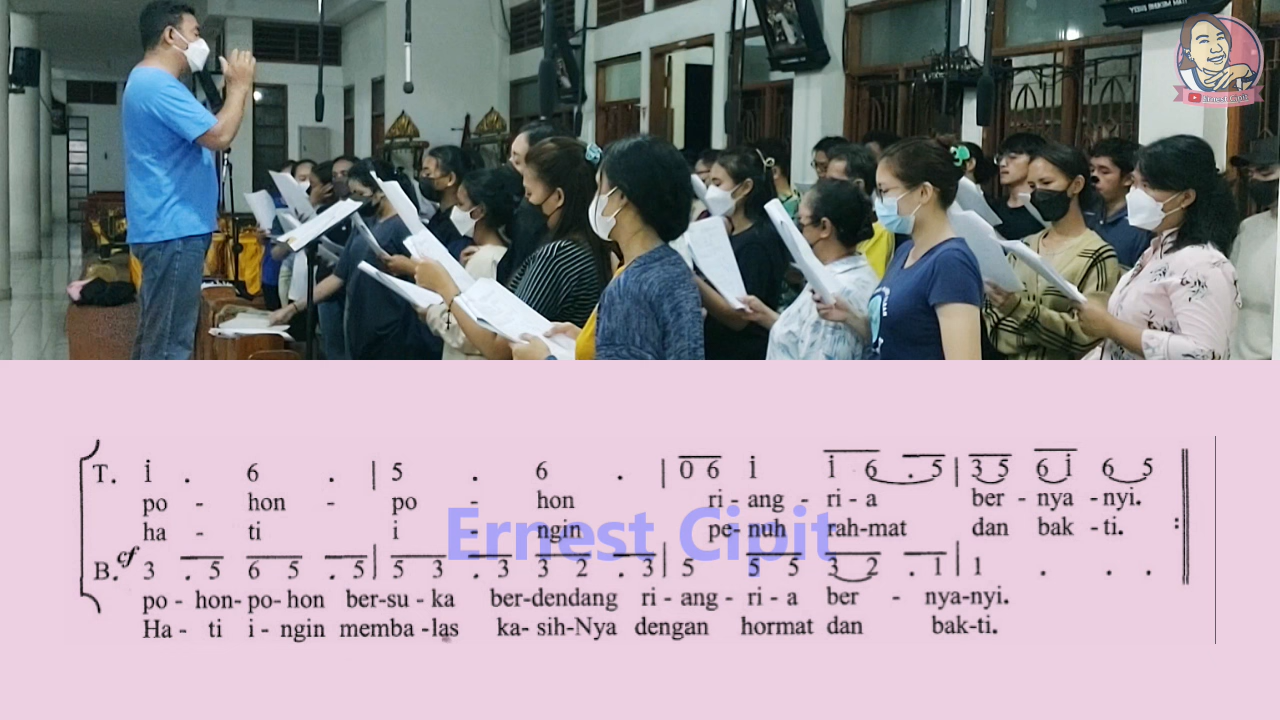 Ernest Cipit
T. i̇ . 6 . | 5 . 6 . | 0 6 i̇ i̇ 6 . 5 | 3 5 6 i̇ 6 5
po - hon - po - hon ri - ang - ri - a ber - nya - nyi.
ha - ti i - ngin pe- nuh rah-mat dan bak - ti.
Ernest Cipit
cf
B. 3 . 5 6 5 . 5 | 5 3 . 3 3 2 . 3 | 5 5 5 3 2 . 1 | 1 . . .
po - hon- po- hon ber-su - ka ber-dendang ri - ang - ri - a ber - nya-nyi.
Ha - ti i - ngin memba -las ka- sih-Nya dengan hormat dan bak-ti.